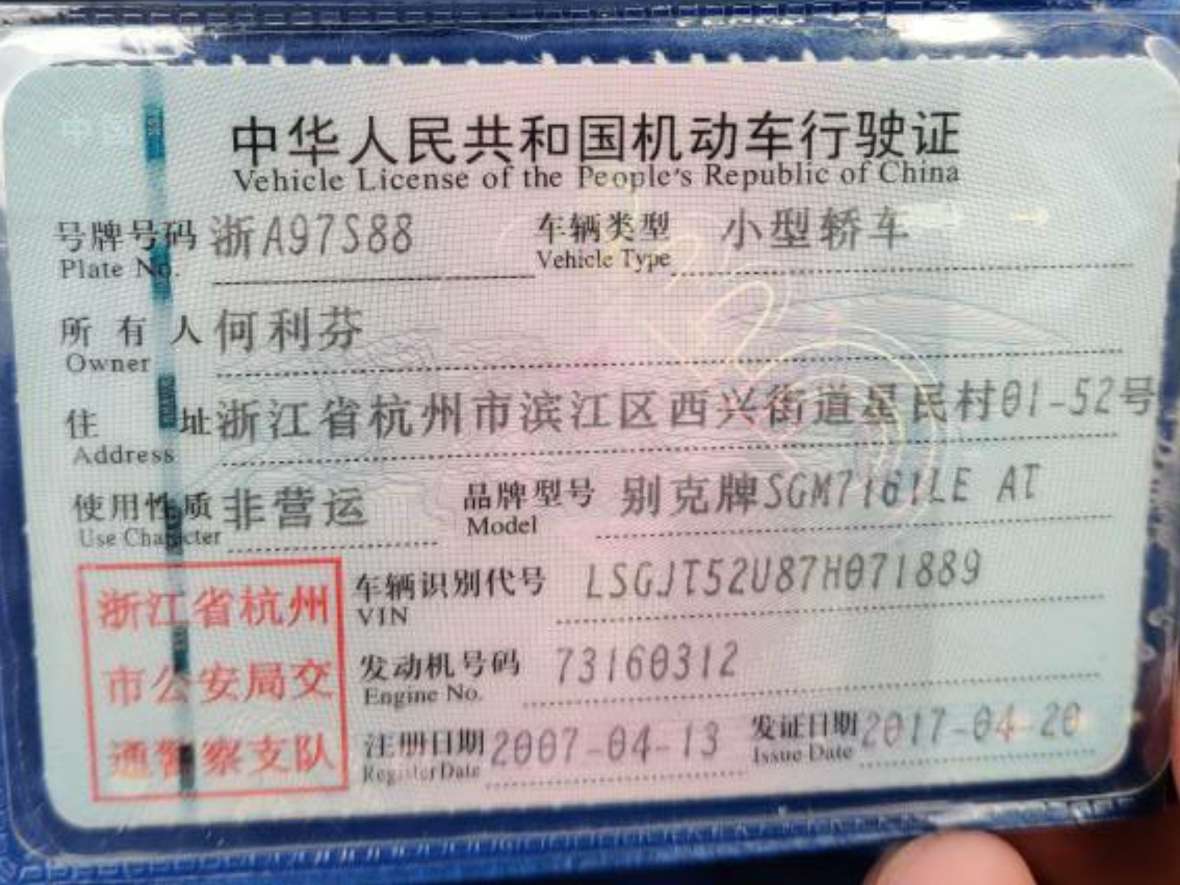 中华人民共和国机动车行驶证
Vehicle License of the People's Republic of China
号牌号码 浙A97S88 车辆类型 小型轿车
Plate No. Vehicle Type
所有人 何利芬
Owner
住址 浙江省杭州市滨江区西兴街道星民村01-52号
Address
使用性质 非营运 品牌型号 别克牌SGM7161LE AT
Use Character Model
浙江省杭州
市公安局交
通警察支队
车辆识别代号 LSGJT52U87H071889
VIN
发动机号码 73160312
Engine No.
注册日期 2007-04-13 发证日期 2017-04-20
Register Date Issue Date